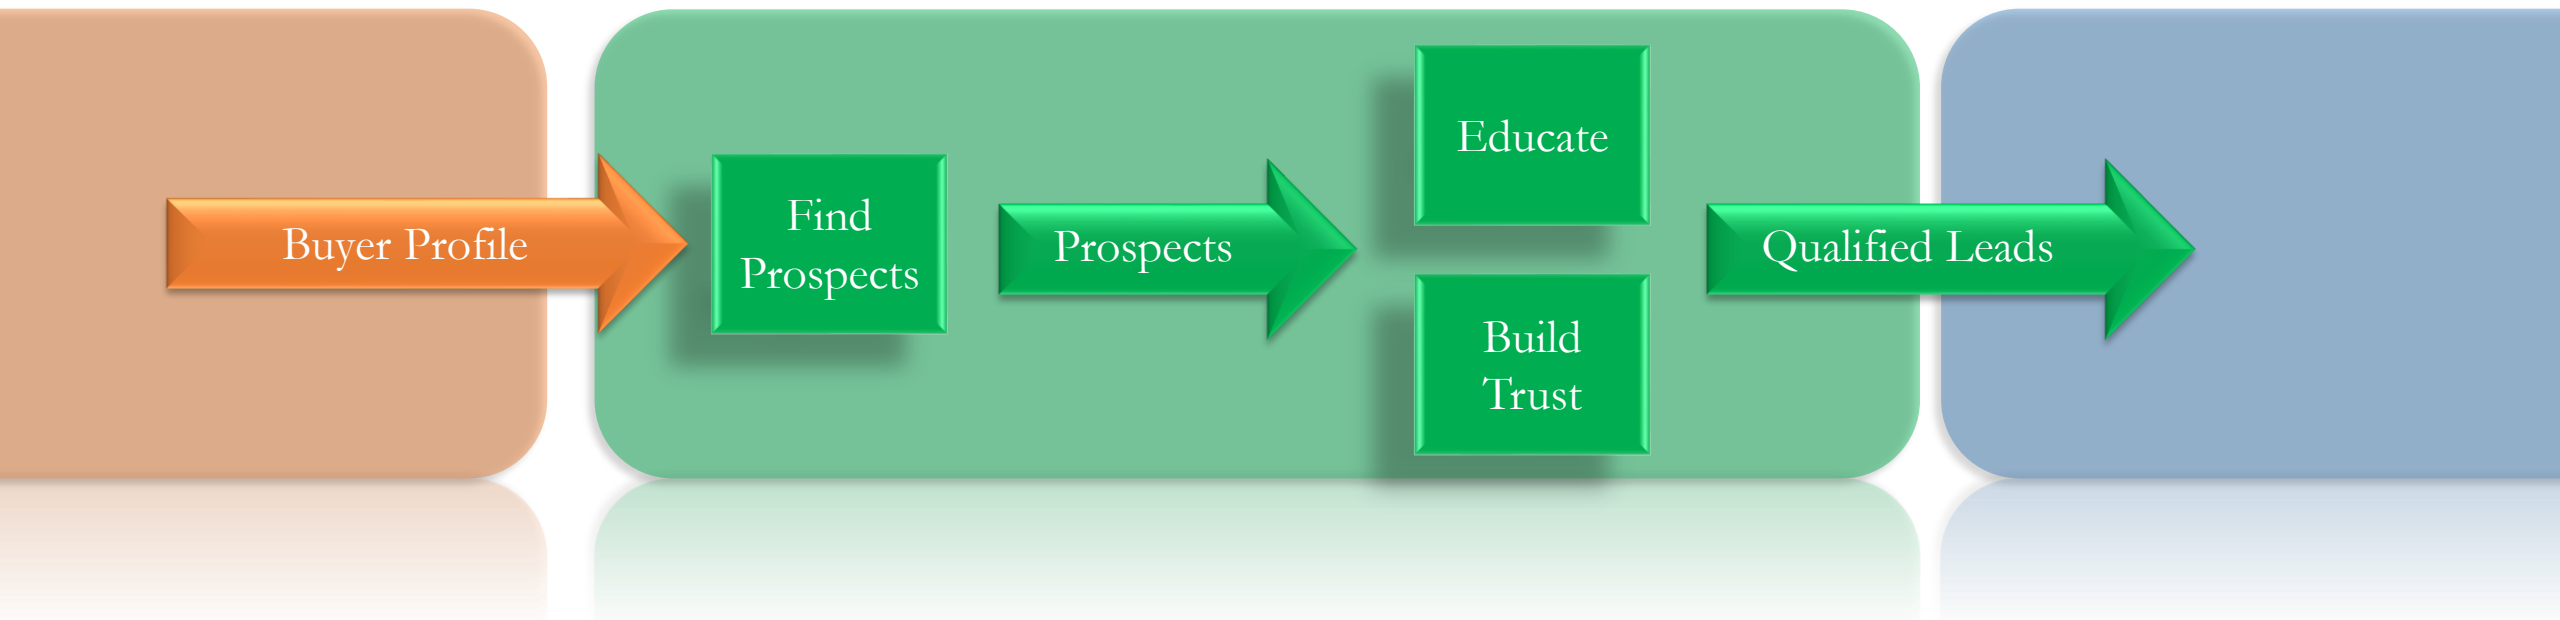 Buyer Profile
Find
Prospects
Prospects
Educate
Build
Trust
Qualified Leads